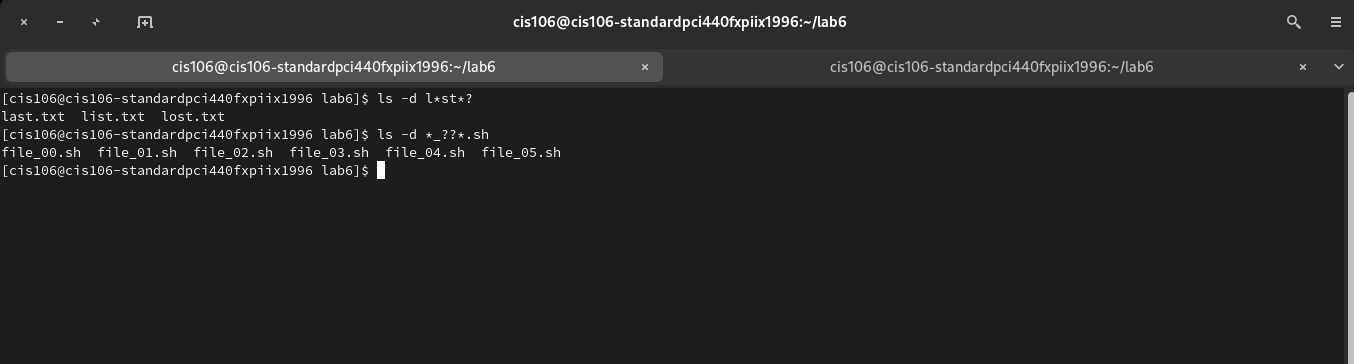 cis106@cis106-standardpci440fxpiix1996:~/lab6
cis106@cis106-standardpci440fxpiix1996:~/lab6 cis106@cis106-standardpci440fxpiix1996:~/lab6
[cis106@cis106-standardpci440fxpiix1996 lab6]$ ls -d l*st*?
last.txt  list.txt  lost.txt
[cis106@cis106-standardpci440fxpiix1996 lab6]$ ls -d *_??*.sh
file_00.sh  file_01.sh  file_02.sh  file_03.sh  file_04.sh  file_05.sh
[cis106@cis106-standardpci440fxpiix1996 lab6]$